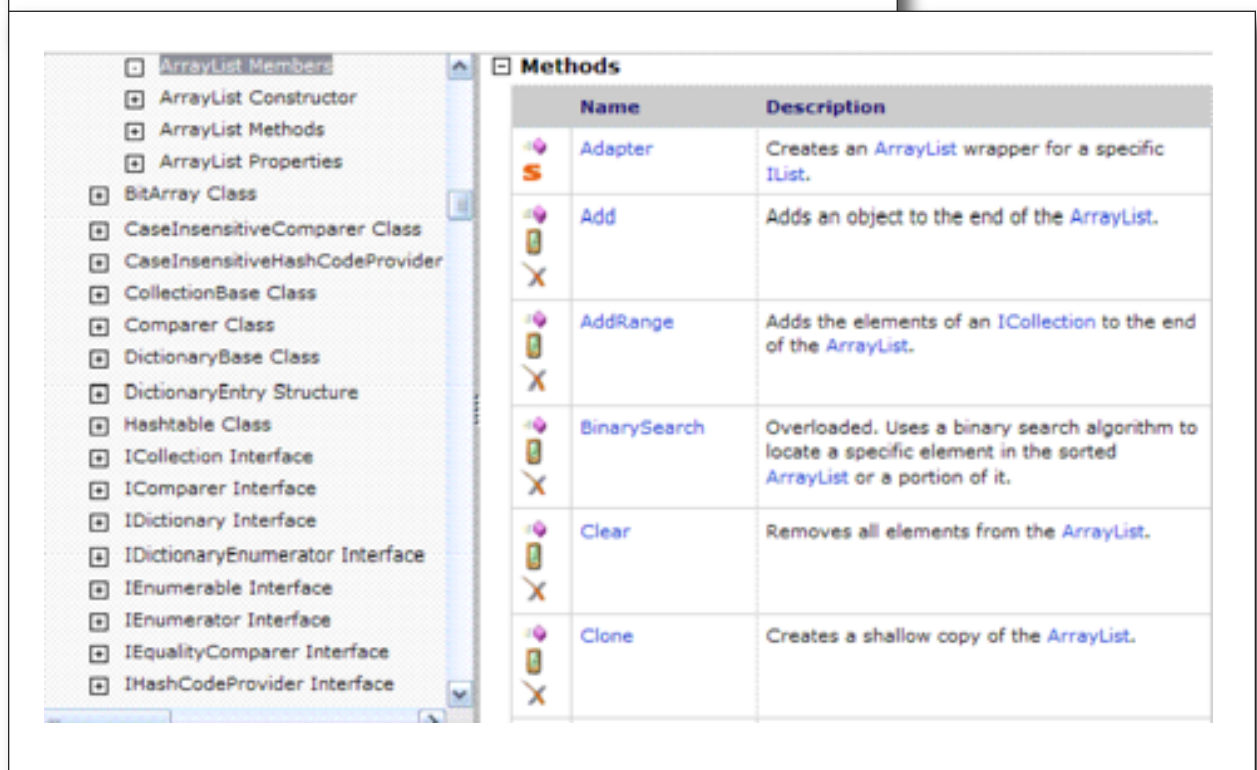 ArrayList Members
ArrayList Constructor
ArrayList Methods
ArrayList Properties
BitArray Class
CaseInsensitiveComparer Class
CaseInsensitiveHashCodeProvider
CollectionBase Class
Comparer Class
DictionaryBase Class
DictionaryEntry Structure
Hashtable Class
ICollection Interface
IComparer Interface
IDictionary Interface
IDictionaryEnumerator Interface
IEnumerable Interface
IEnumerator Interface
IEqualityComparer Interface
IHashCodeProvider Interface
Methods
Name Description
Adapter Creates an ArrayList wrapper for a specific
IList.
S
Add Adds an object to the end of the ArrayList.
AddRange Adds the elements of an ICollection to the end
of the ArrayList.
BinarySearch Overloaded. Uses a binary search algorithm to
locate a specific element in the sorted
ArrayList or a portion of it.
Clear Removes all elements from the ArrayList.
Clone Creates a shallow copy of the ArrayList.